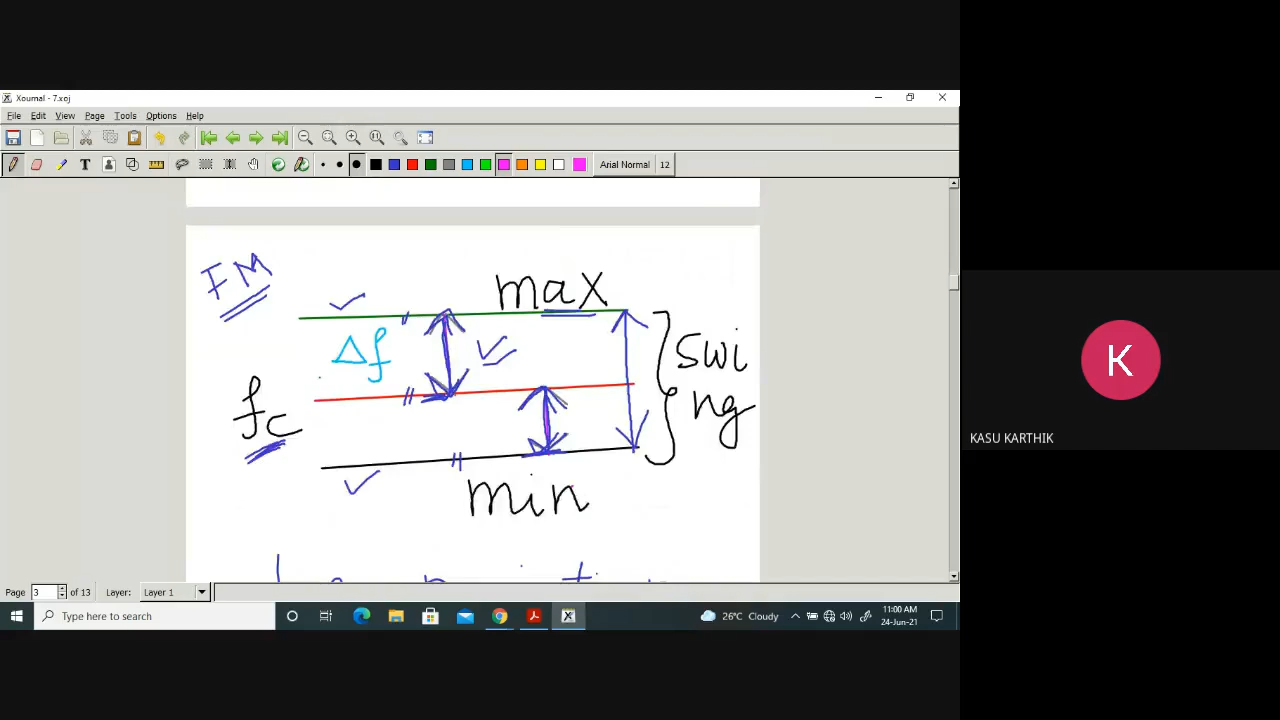 Xournal - 7.xoj
File Edit View Page Tools Options Help
T Arial Normal 12
FM
max
Δf
swi
fc
ng
min
Page 3 of 13 Layer: Layer 1
Type here to search
26°C Cloudy
11:00 AM
24-Jun-21
K
KASU KARTHIK